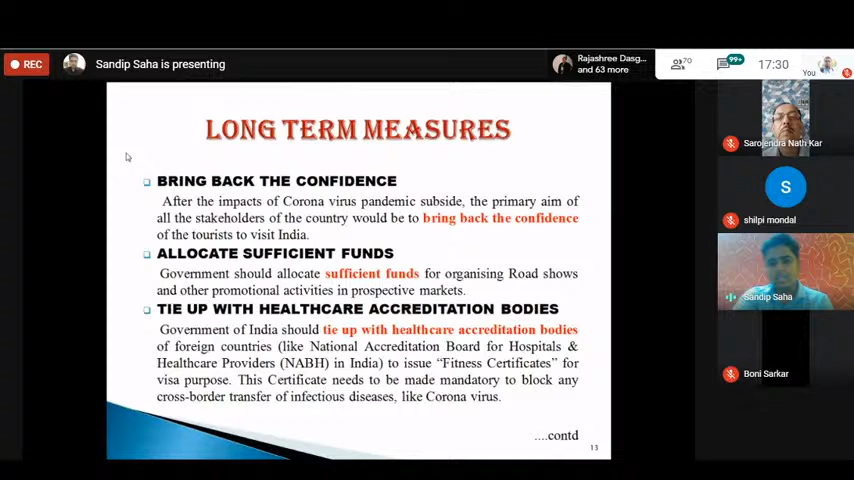 REC
Sandip Saha is presenting
Rajashree Dasg...
and 63 more
70
99+
17:30
You
LONG TERM MEASURES
BRING BACK THE CONFIDENCE
After the impacts of Corona virus pandemic subside, the primary aim of
all the stakeholders of the country would be to bring back the confidence
of the tourists to visit India.
ALLOCATE SUFFICIENT FUNDS
Government should allocate sufficient funds for organising Road shows
and other promotional activities in prospective markets.
TIE UP WITH HEALTHCARE ACCREDITATION BODIES
Government of India should tie up with healthcare accreditation bodies
of foreign countries (like National Accreditation Board for Hospitals &
Healthcare Providers (NABH) in India) to issue “Fitness Certificates” for
visa purpose. This Certificate needs to be made mandatory to block any
cross-border transfer of infectious diseases, like Corona virus.
....contd
13
Sarojendra Nath Kar
S
shilpi mondal
Sandip Saha
Boni Sarkar